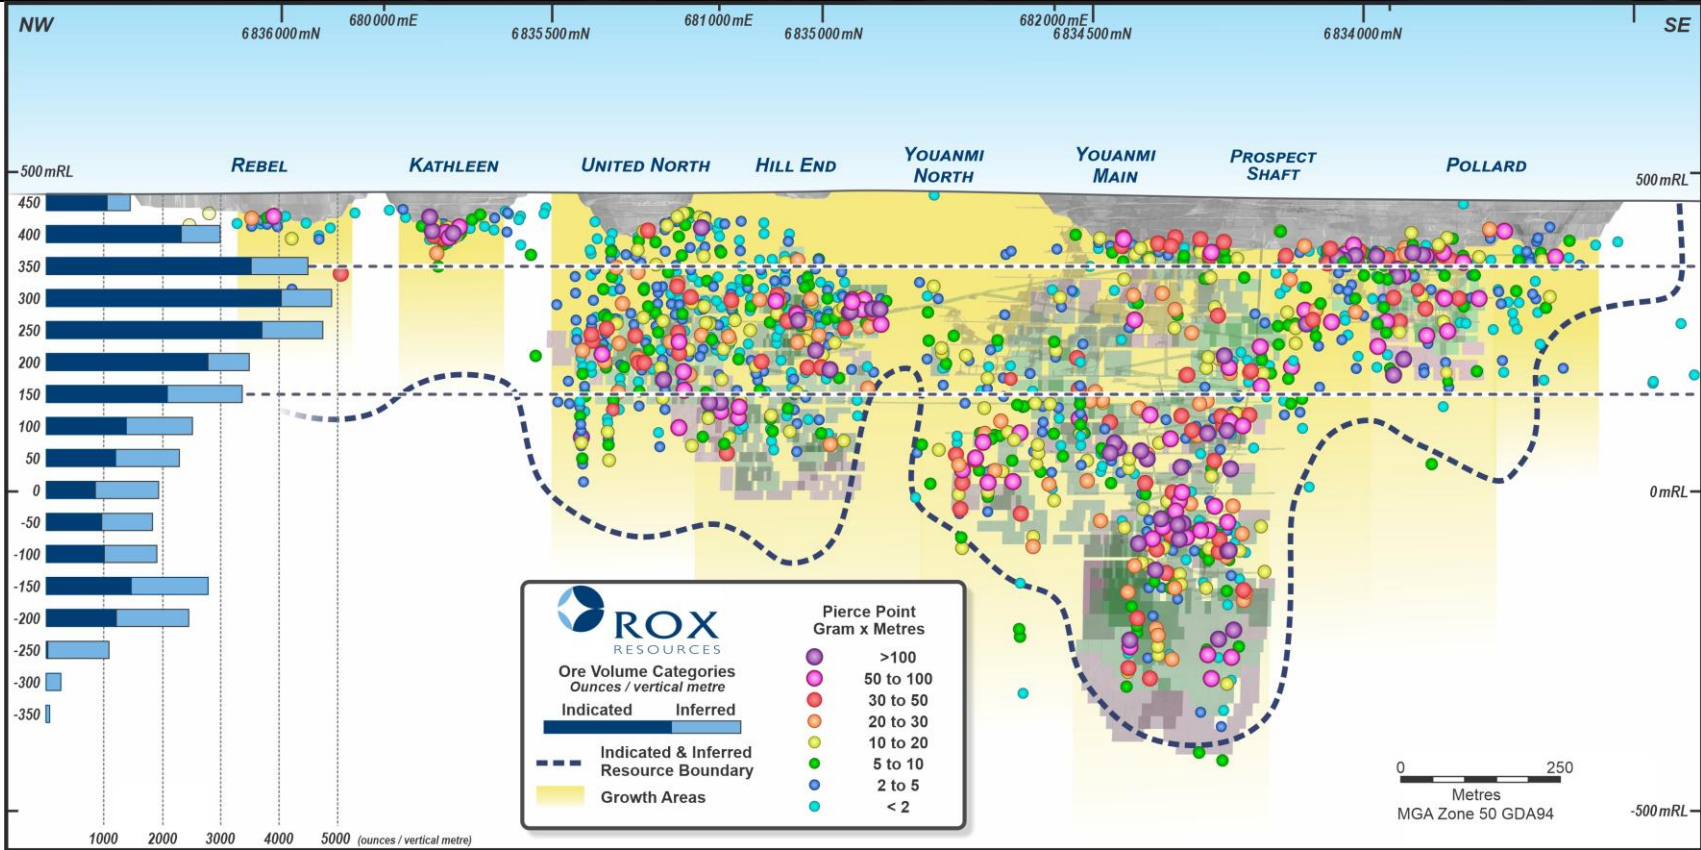 NW
680 000 mE
681 000 mE
682 000 mE
SE
6 836 000 mN
6 835 500 mN
6 835 000 mN
6 834 500 mN
6 834 000 mN
500 mRL
REBEL
KATHLEEN
UNITED NORTH
HILL END
YOUANMI
NORTH
YOUANMI
MAIN
PROSPECT
SHAFT
POLLARD
500 mRL
450
400
350
300
250
200
150
100
50
0
-50
-100
-150
-200
-250
-300
-350
0 mRL
-500 mRL
1000
2000
3000
4000
5000
(ounces / vertical metre)
ROX
RESOURCES
Ore Volume Categories
Ounces / vertical metre
Indicated
Inferred
Indicated & Inferred
Resource Boundary
Growth Areas
Pierce Point
Gram x Metres
>100
50 to 100
30 to 50
20 to 30
10 to 20
5 to 10
2 to 5
< 2
0
250
Metres
MGA Zone 50 GDA94